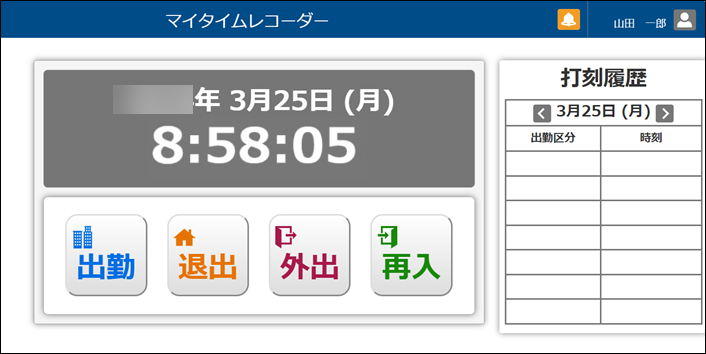 マイタイムレコーダー
山田 一郎
年 3月25日 (月)
8:58:05
出勤
退出
外出
再入
打刻履歴
3月25日 (月)
出勤区分 時刻